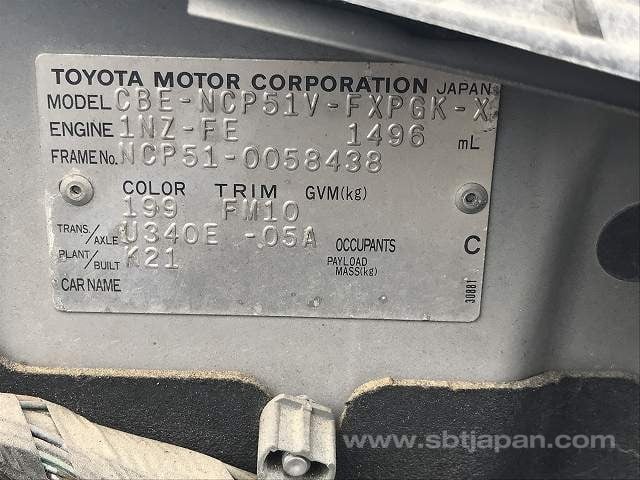 TOYOTA MOTOR CORPORATION JAPAN
MODEL CBE-NCP51V-FXPGK-X
ENGINE 1NZ-FE 1496 mL
FRAME No. NCP51-0058438
COLOR TRIM GVM(kg)
199 FM10
TRANS./AXLE U340E -05A OCCUPANTS C
PLANT/BUILT K21 PAYLOAD MASS(kg)
CAR NAME
30881
www.sbtjapan.com